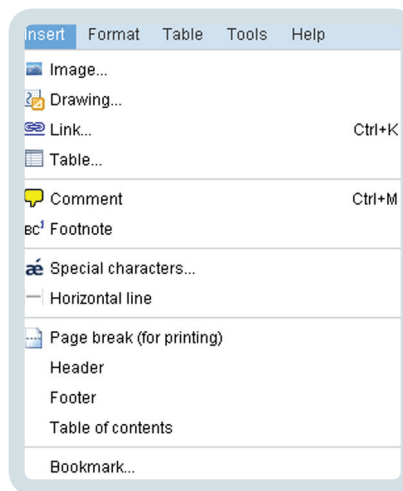 Insert Format Table Tools Help
Image...
Drawing...
Link... Ctrl+K
Table...
Comment Ctrl+M
Footnote
Special characters...
Horizontal line
Page break (for printing)
Header
Footer
Table of contents
Bookmark...